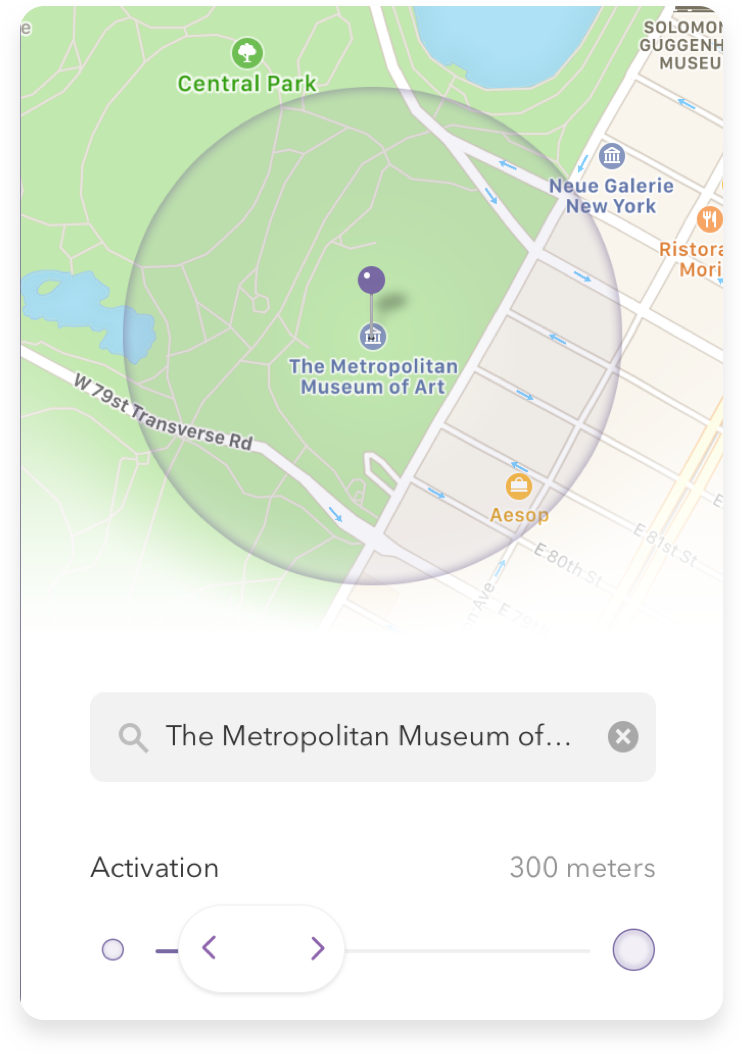 e
SOLOMON
GUGGENH
MUSEU
Central Park
Neue Galerie
New York
Ristora
Mori
The Metropolitan
Museum of Art
W 79st Transverse Rd
Aesop
E 81st St
E 80th St
E 79th
n Ave
E
The Metropolitan Museum of…
Activation
300 meters